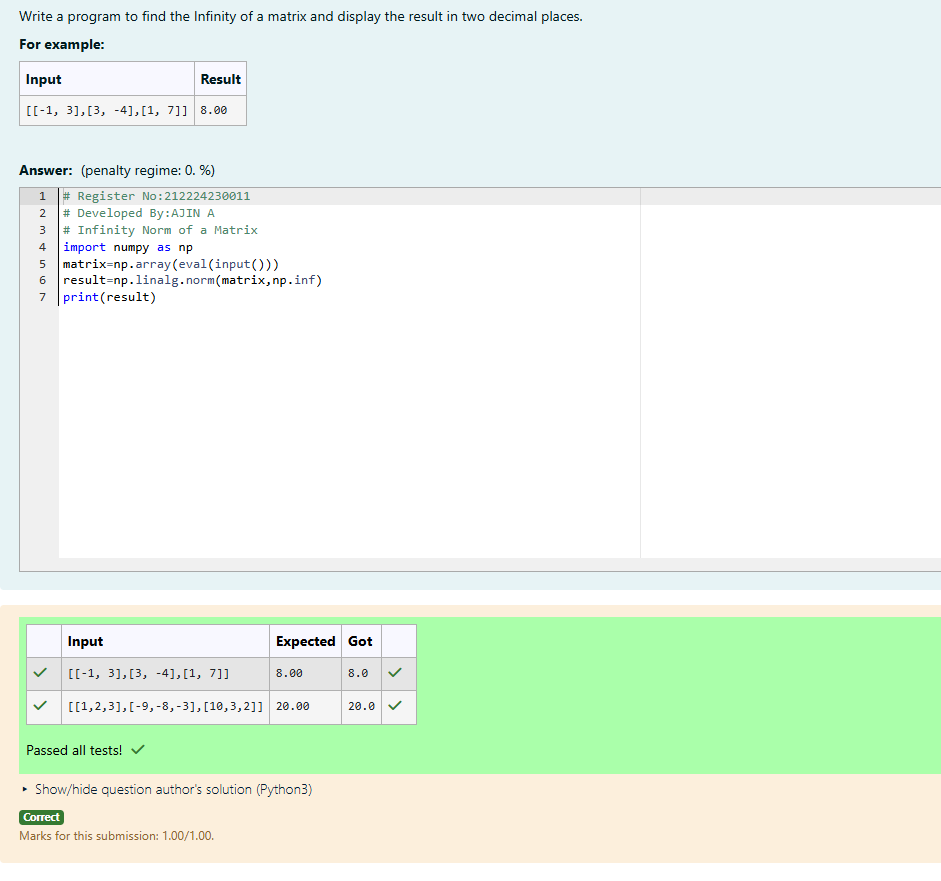 Write a program to find the Infinity of a matrix and display the result in two decimal places.
For example:
Input Result
[[-1, 3],[3, -4],[1, 7]] 8.00
Answer: (penalty regime: 0. %)
1 # Register No:212224230011
2 # Developed By:AJIN A
3 # Infinity Norm of a Matrix
4 import numpy as np
5 matrix=np.array(eval(input()))
6 result=np.linalg.norm(matrix,np.inf)
7 print(result)
Input Expected Got
[[-1, 3],[3, -4],[1, 7]] 8.00 8.0
[[1,2,3],[-9,-8,-3],[10,3,2]] 20.00 20.0
Passed all tests!
Show/hide question author's solution (Python3)
Correct
Marks for this submission: 1.00/1.00.